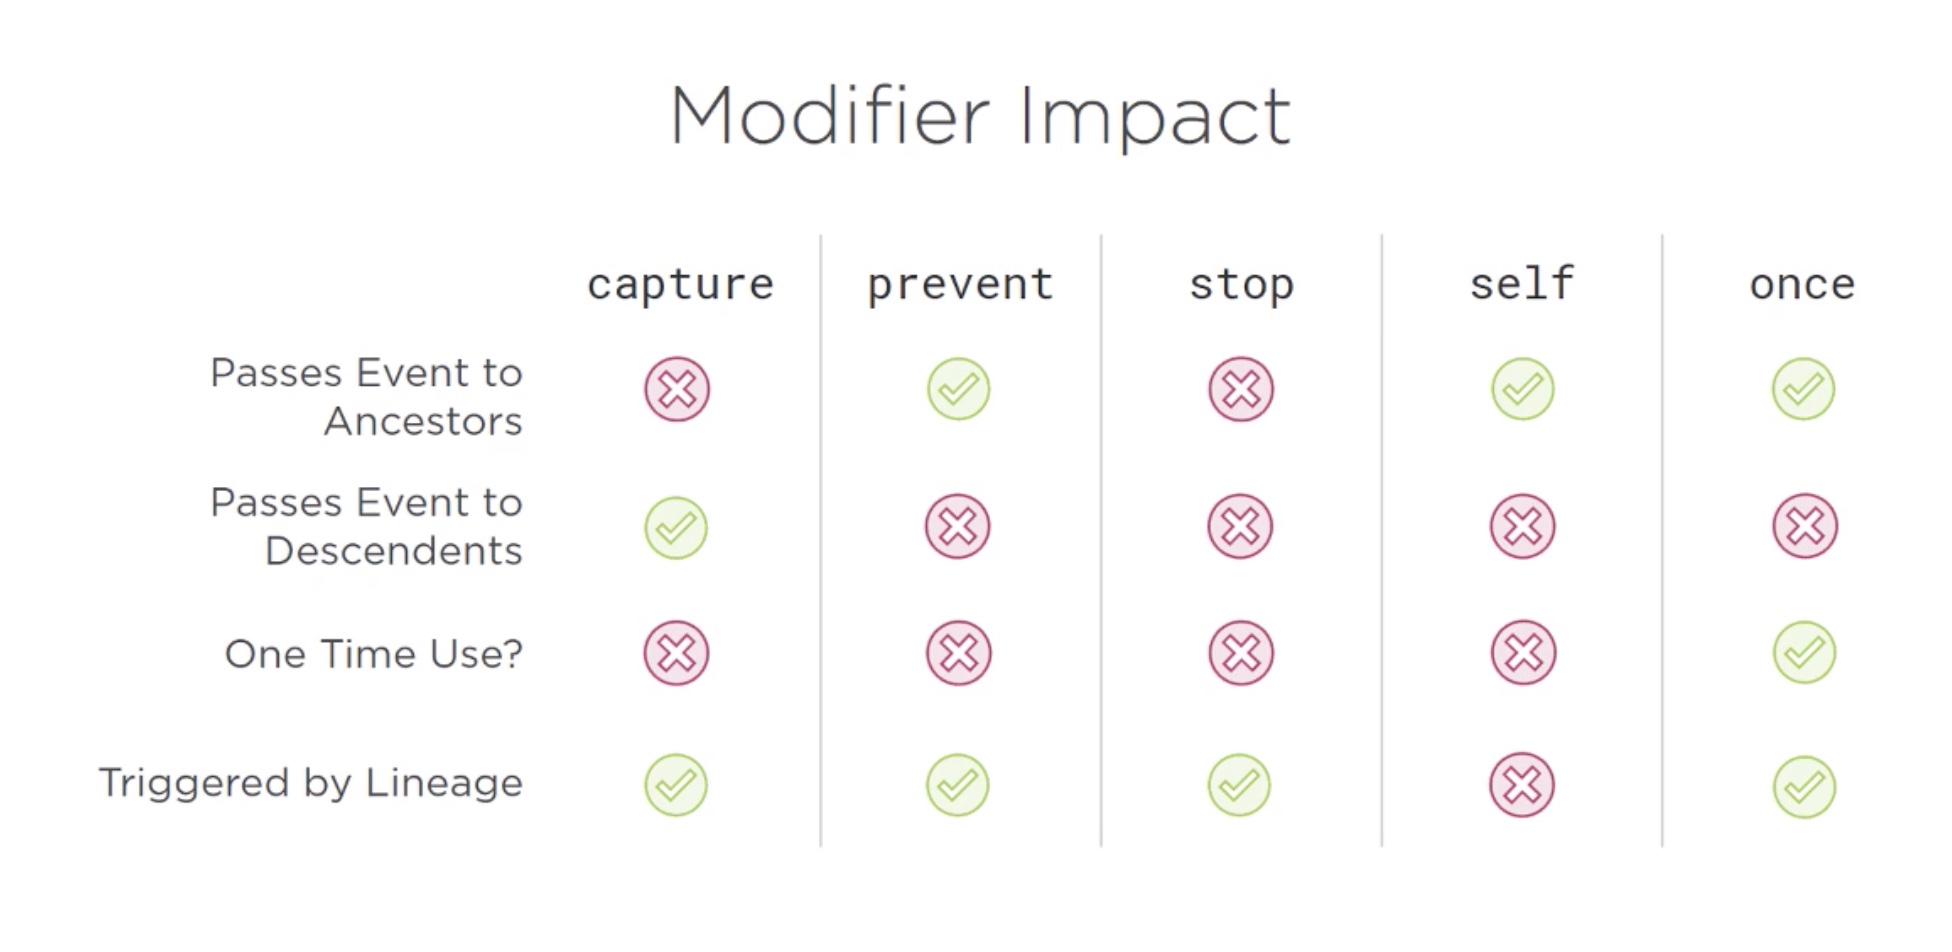 Modifier Impact
capture prevent stop self once
Passes Event to
Ancestors
Passes Event to
Descendents
One Time Use?
Triggered by Lineage